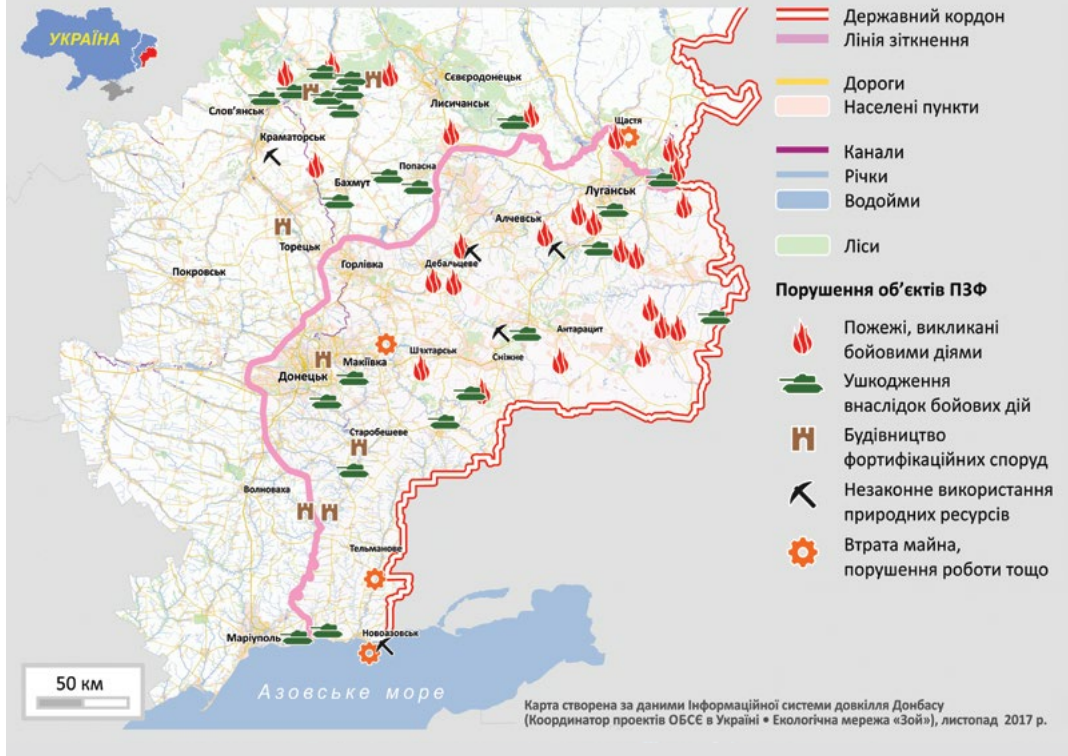 УКРАЇНА
Сєвєродонецьк
Лисичанськ
Слов'янськ
Щастя
Краматорськ
Попасна
Бахмут
Луганськ
Алчевськ
Торецьк
Дебальцеве
Горлівка
Покровськ
Антрацит
Шахтарськ
Сніжне
Макіївка
Донецьк
Старобешеве
Волноваха
Тельманове
Маріуполь
Новоазовськ
Азовське море
50 км
Державний кордон
Лінія зіткнення
Дороги
Населені пункти
Канали
Річки
Водойми
Ліси
Порушення об'єктів ПЗФ
Пожежі, викликані
бойовими діями
Ушкодження
внаслідок бойових дій
Будівництво
фортифікаційних споруд
Незаконне використання
природних ресурсів
Втрата майна,
порушення роботи тощо
Карта створена за даними Інформаційної системи довкілля Донбасу
(Координатор проектів ОБСЄ в Україні • Екологічна мережа «Зой»), листопад 2017 р.